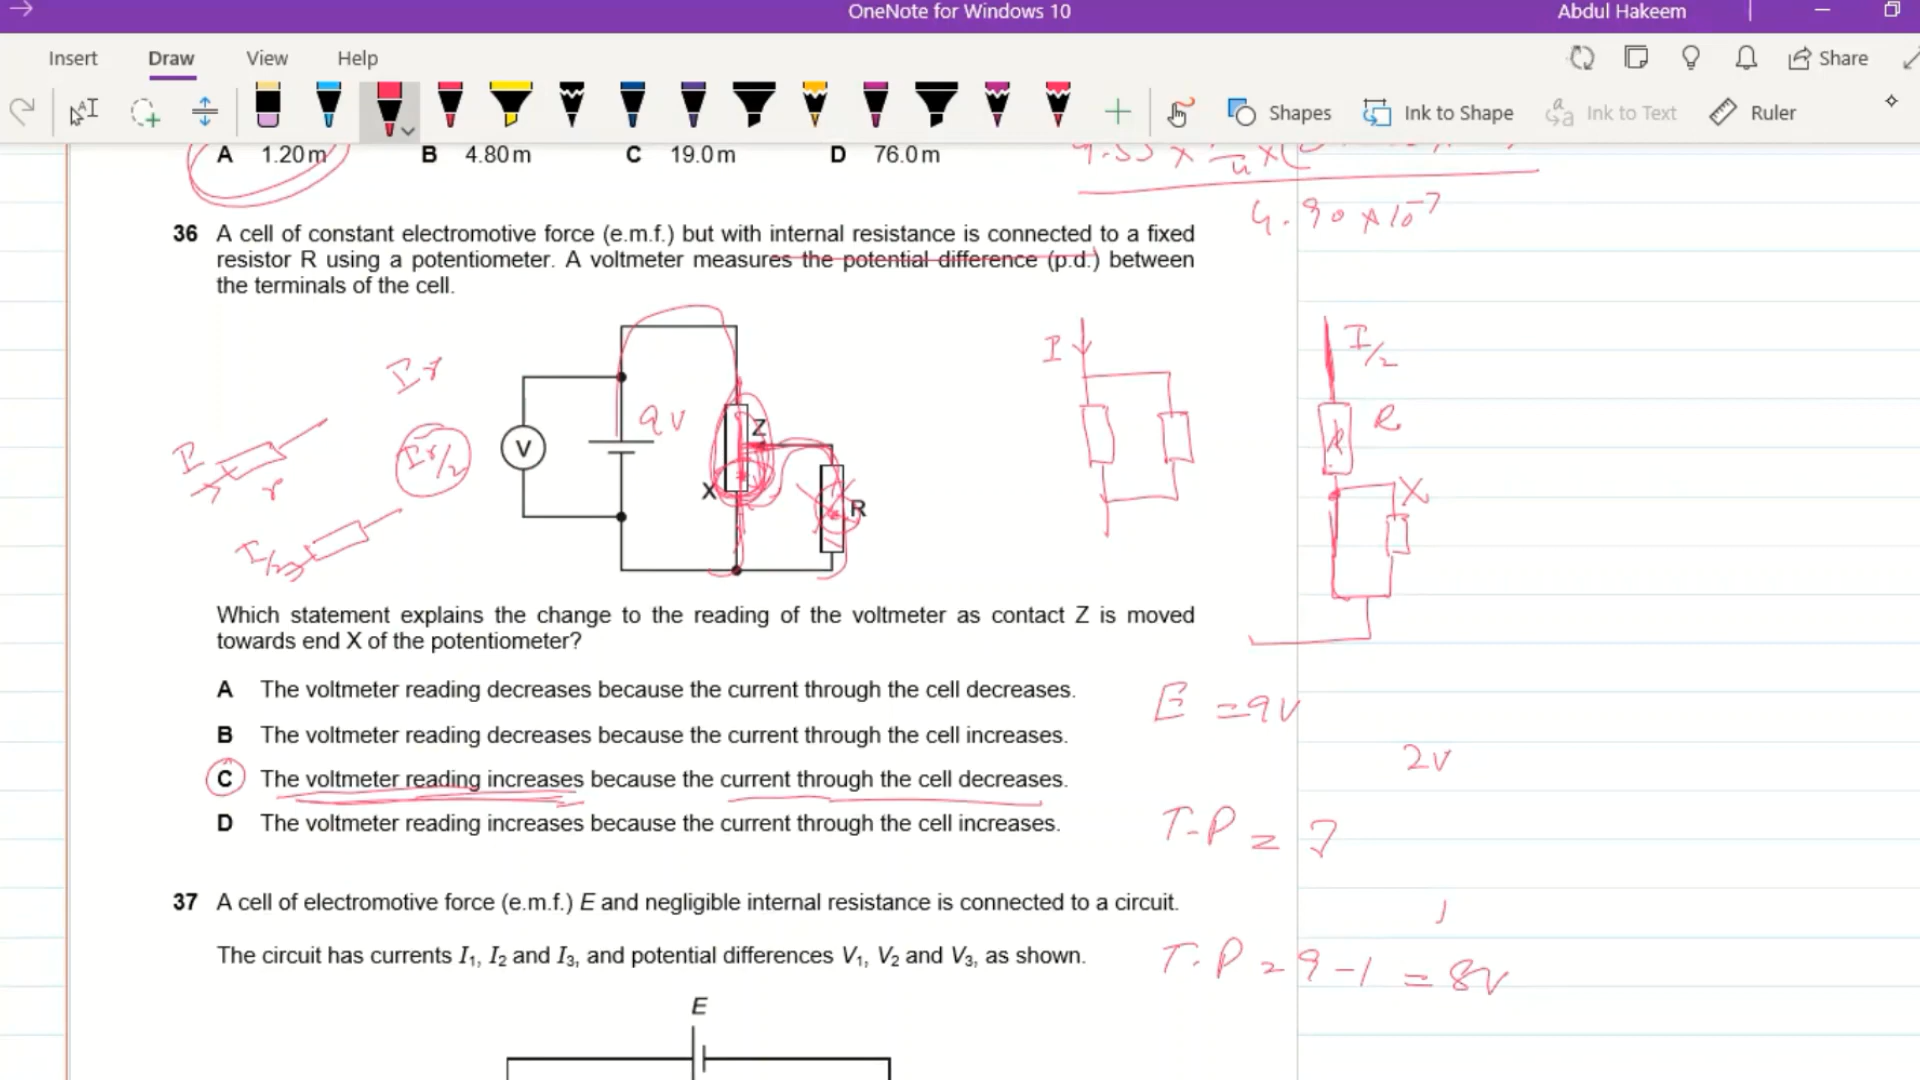 OneNote for Windows 10
Abdul Hakeem
Insert Draw View Help
Share
Shapes Ink to Shape Ink to Text Ruler
A 1.20 m B 4.80 m C 19.0 m D 76.0 m
4.90 × 10⁻⁷
36 A cell of constant electromotive force (e.m.f.) but with internal resistance is connected to a fixed
resistor R using a potentiometer. A voltmeter measures the potential difference (p.d.) between
the terminals of the cell.
I
I/2
Ir
R
9V
Z
V
Ir/2
I
r
X
R
X
I/2
Which statement explains the change to the reading of the voltmeter as contact Z is moved
towards end X of the potentiometer?
A The voltmeter reading decreases because the current through the cell decreases.
E = 9V
B The voltmeter reading decreases because the current through the cell increases.
2V
C The voltmeter reading increases because the current through the cell decreases.
D The voltmeter reading increases because the current through the cell increases.
T.P = 7
37 A cell of electromotive force (e.m.f.) E and negligible internal resistance is connected to a circuit.
1
The circuit has currents I₁, I₂ and I₃, and potential differences V₁, V₂ and V₃, as shown.
T.P = 9 - 1 = 8V
E